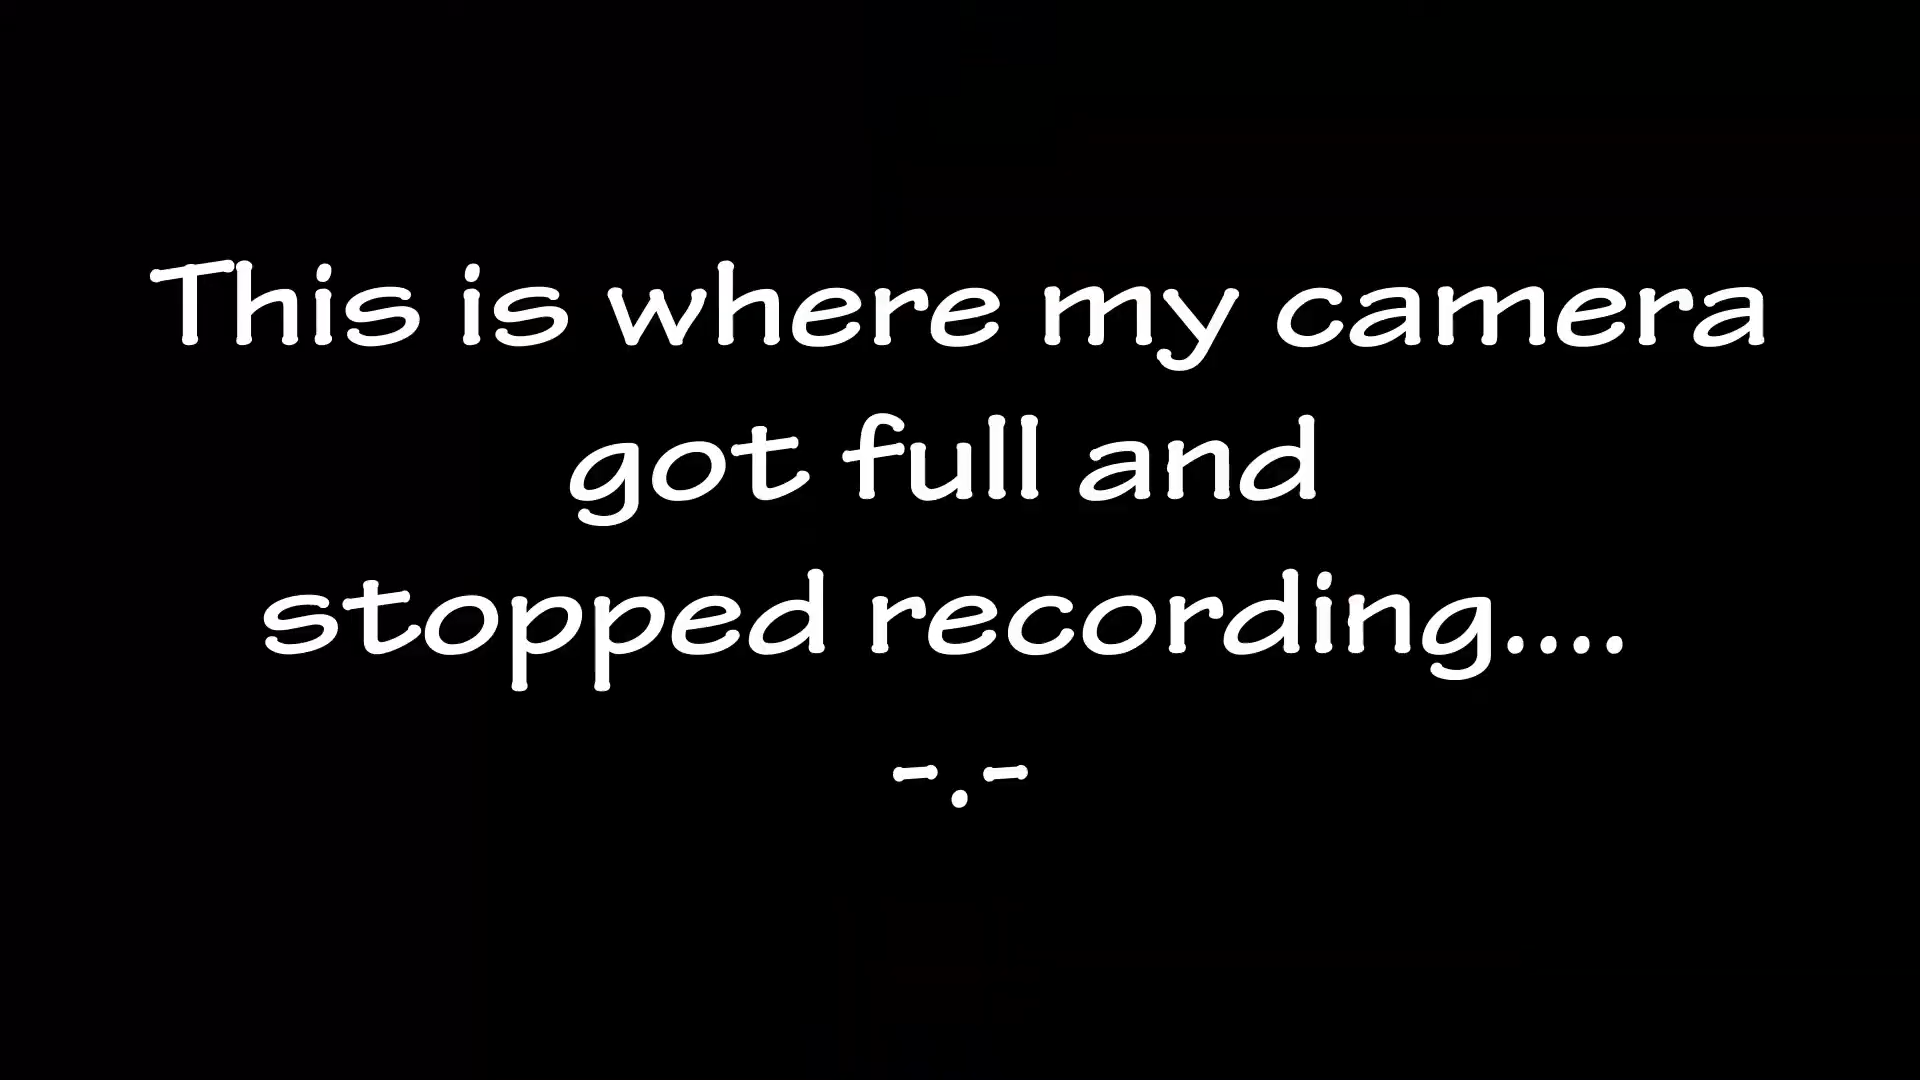 This is where my camera
got full and
stopped recording....
-.-